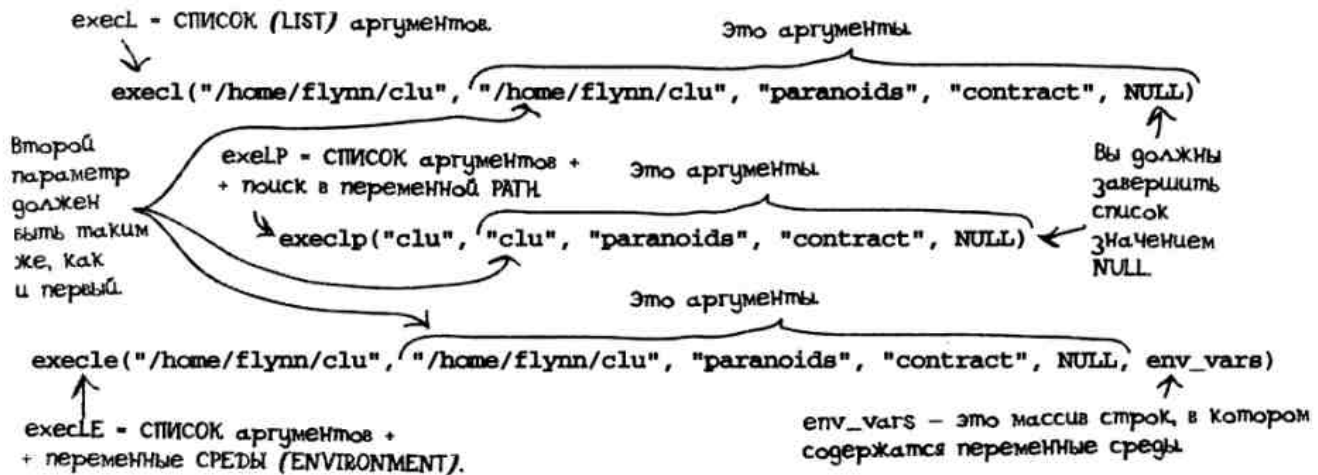 execL = СПИСОК (LIST) аргументов.
Это аргументы.
execl("/home/flynn/clu", "/home/flynn/clu", "paranoids", "contract", NULL)
Второй
параметр
должен
быть таким
же, как
и первый.
exeLP = СПИСОК аргументов +
+ поиск в переменной PATH.
Это аргументы.
Вы должны
завершить
список
значением
NULL.
execlp("clu", "clu", "paranoids", "contract", NULL)
Это аргументы.
execle("/home/flynn/clu", "/home/flynn/clu", "paranoids", "contract", NULL, env_vars)
execLE = СПИСОК аргументов +
+ переменные СРЕДЫ (ENVIRONMENT).
env_vars – это массив строк, в котором
содержатся переменные среды.